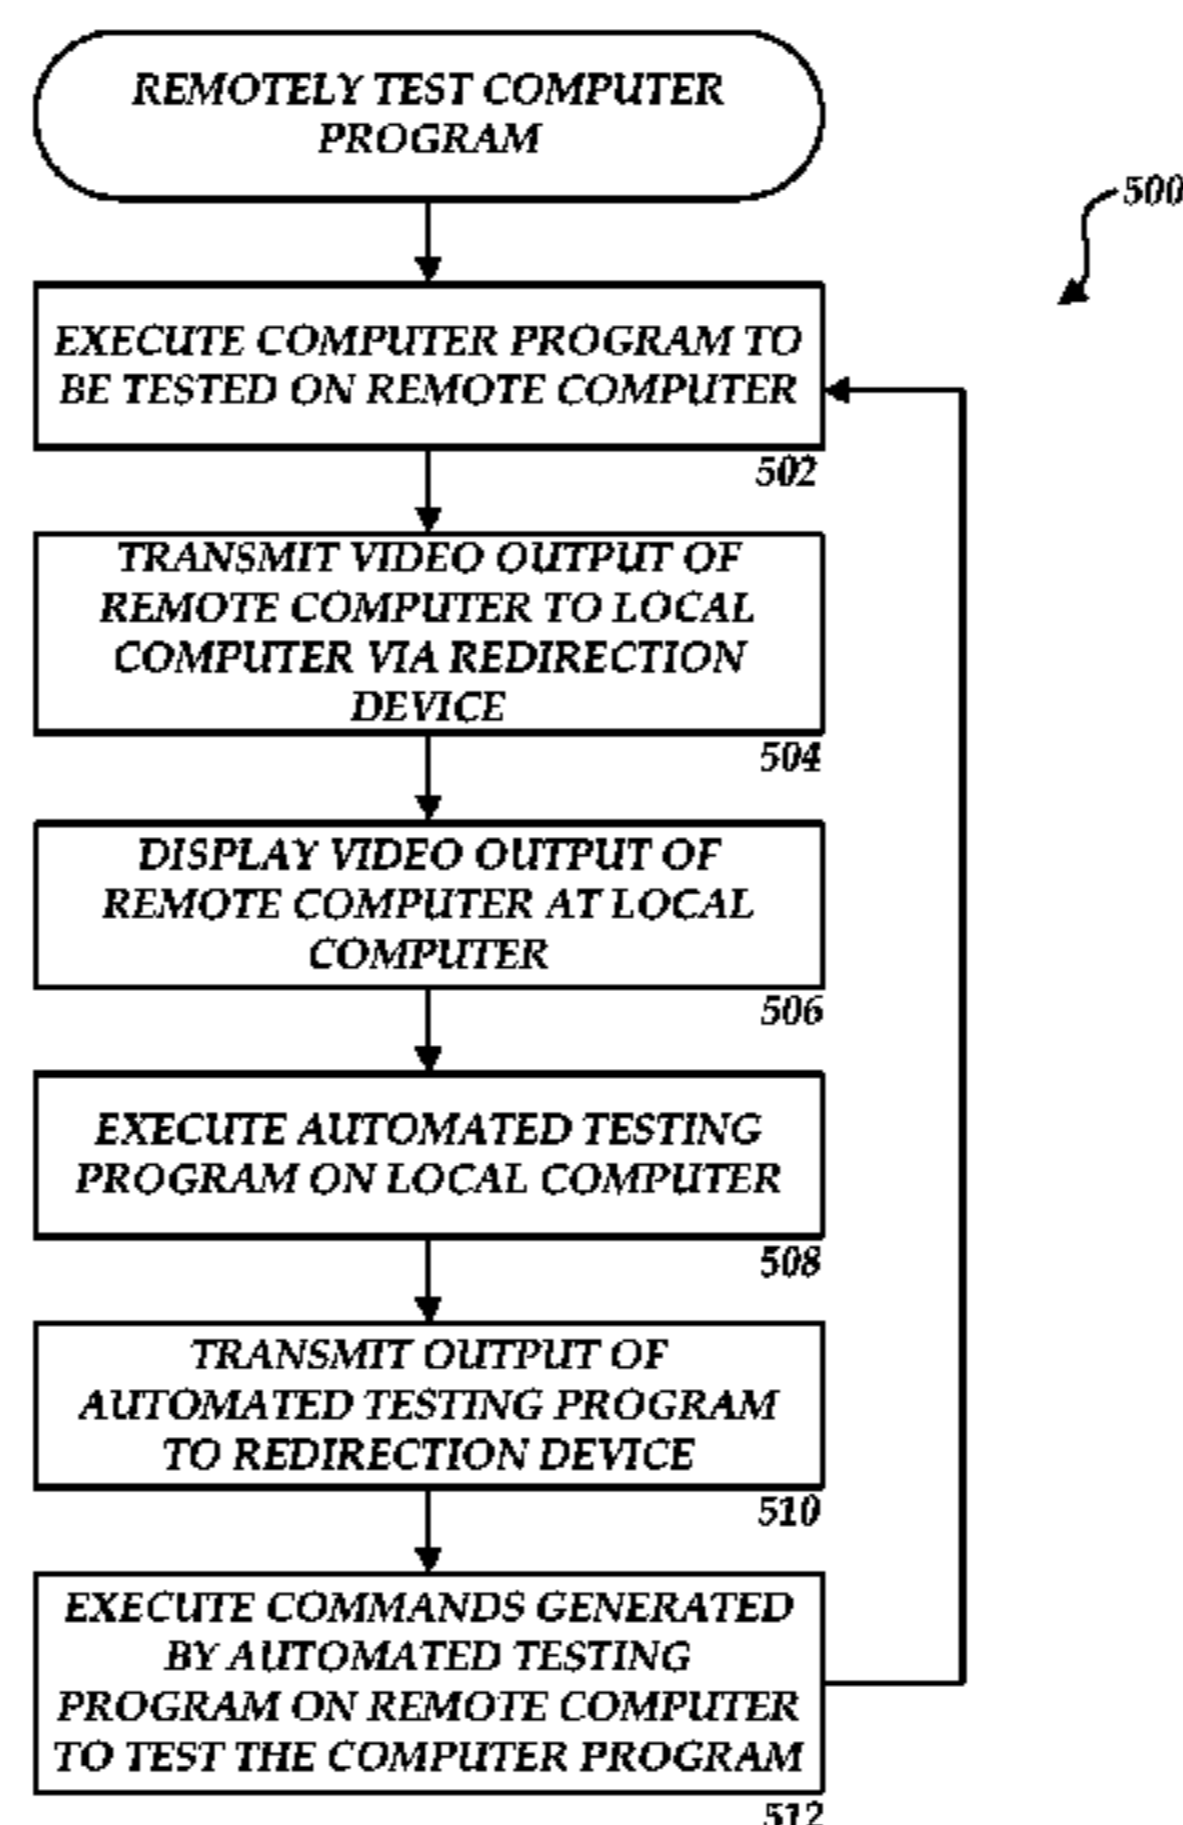 REMOTELY TEST COMPUTER
PROGRAM
500
EXECUTE COMPUTER PROGRAM TO
BE TESTED ON REMOTE COMPUTER
502
TRANSMIT VIDEO OUTPUT OF
REMOTE COMPUTER TO LOCAL
COMPUTER VIA REDIRECTION
DEVICE
504
DISPLAY VIDEO OUTPUT OF
REMOTE COMPUTER AT LOCAL
COMPUTER
506
EXECUTE AUTOMATED TESTING
PROGRAM ON LOCAL COMPUTER
508
TRANSMIT OUTPUT OF
AUTOMATED TESTING PROGRAM
TO REDIRECTION DEVICE
510
EXECUTE COMMANDS GENERATED
BY AUTOMATED TESTING
PROGRAM ON REMOTE COMPUTER
TO TEST THE COMPUTER PROGRAM
512